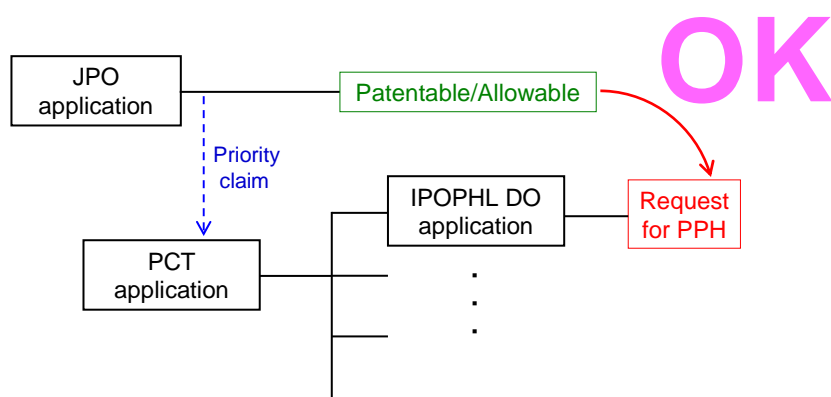 OK
JPO
application
Patentable/Allowable
Priority
claim
IPOPHL DO
application
Request
for PPH
PCT
application